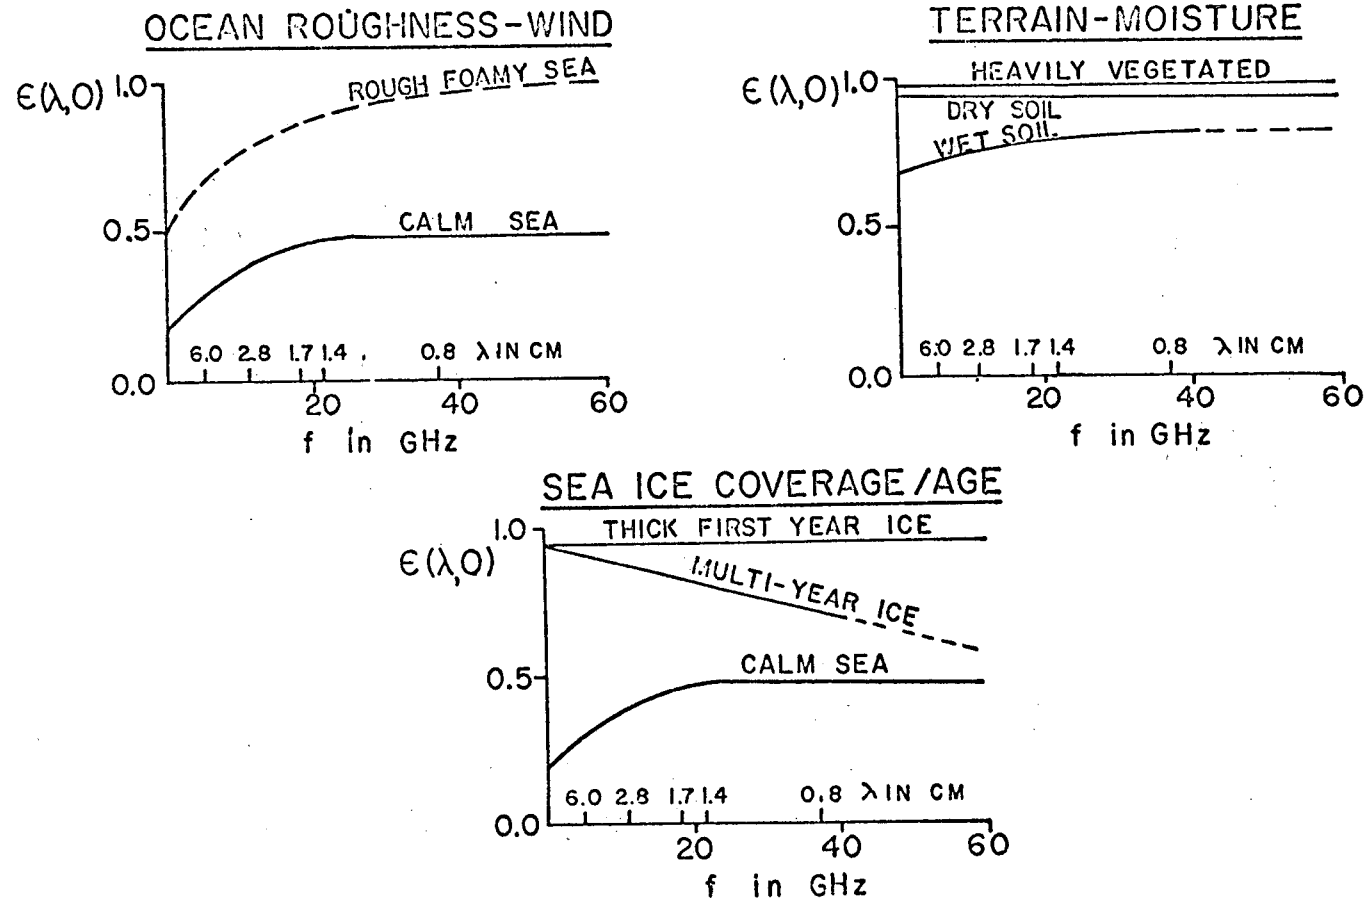 OCEAN ROUGHNESS-WIND
ϵ(λ,O)
1.0
ROUGH FOAMY SEA
0.5
CALM SEA
6.0 2.8 1.7 1.4 0.8 λ IN CM
0.0
20 40 60
f in GHz
TERRAIN-MOISTURE
ϵ(λ,O)
1.0
HEAVILY VEGETATED
DRY SOIL
WET SOIL
0.5
6.0 2.8 1.7 1.4 0.8 λ IN CM
0.0
20 40 60
f in GHz
SEA ICE COVERAGE/AGE
1.0
THICK FIRST YEAR ICE
ϵ(λ,O)
MULTI-YEAR ICE
0.5
CALM SEA
6.0 2.8 1.7 1.4 0.8 λ IN CM
0.0
20 40 60
f in GHz